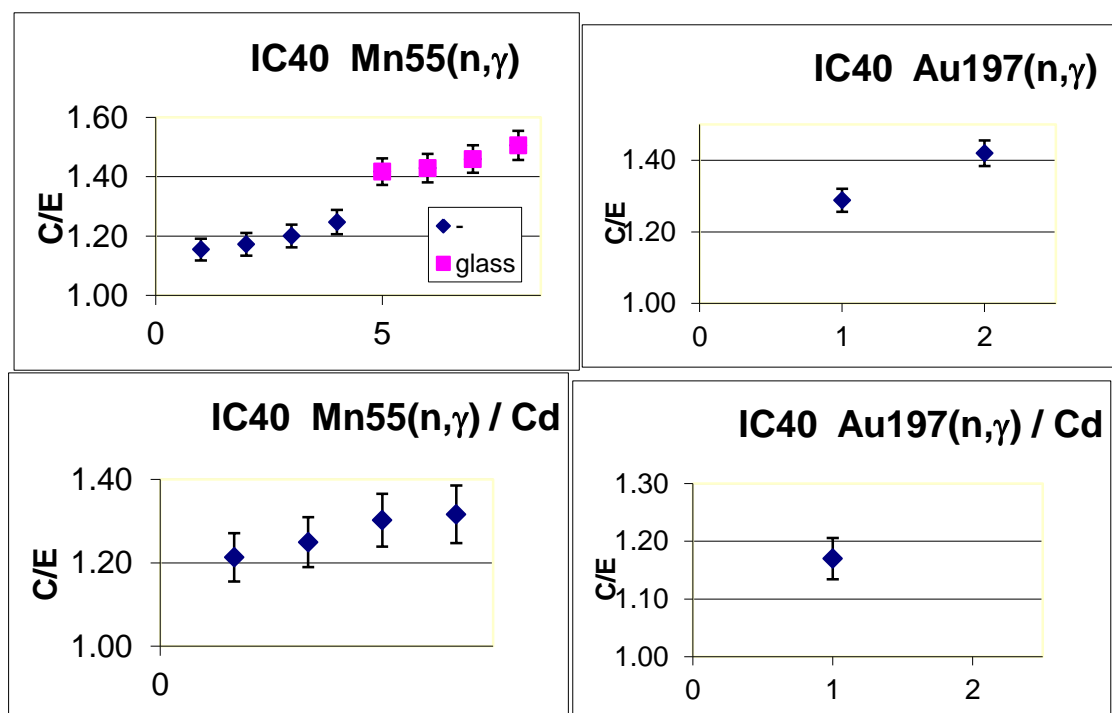 IC40 Mn55(n,γ)
1.60
1.40
1.20
1.00
C/E
0
5
-
glass
IC40 Au197(n,γ)
1.40
1.20
1.00
C/E
0
1
2
IC40 Mn55(n,γ) / Cd
1.40
1.20
1.00
C/E
0
IC40 Au197(n,γ) / Cd
1.30
1.20
1.10
1.00
C/E
0
1
2